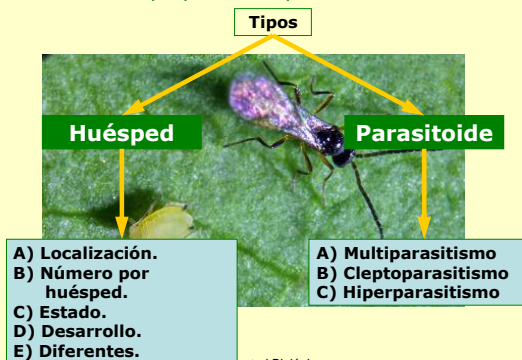 Tipos
Huésped
Parasitoide
A) Localización.
B) Número por
huésped.
C) Estado.
D) Desarrollo.
E) Diferentes.
A) Multiparasitismo
B) Cleptoparasitismo
C) Hiperparasitismo